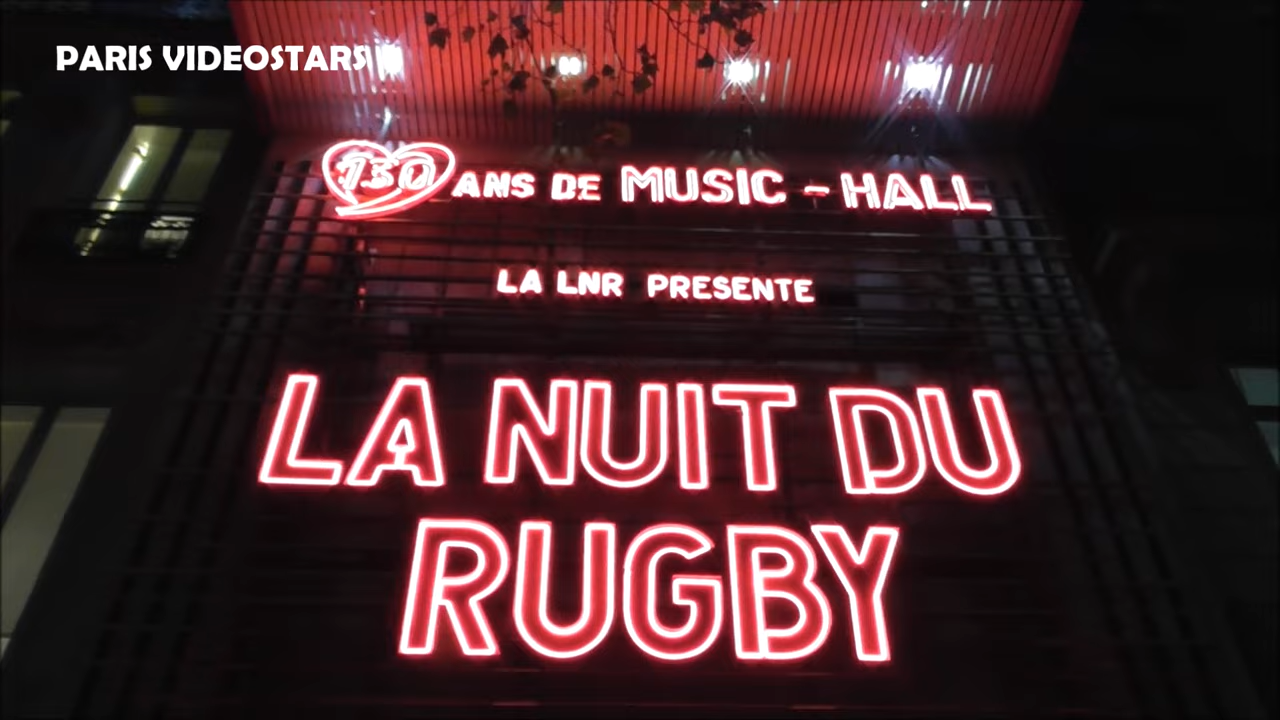 PARIS VIDEOSTARS
130 ANS DE MUSIC - HALL
LA LNR PRESENTE
LA NUIT DU
RUGBY